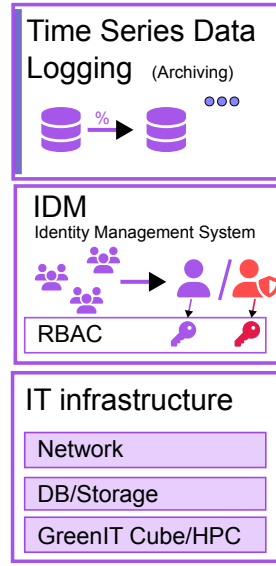 Time Series Data
Logging (Archiving)
%
IDM
Identity Management System
/
RBAC
IT infrastructure
Network
DB/Storage
GreenIT Cube/HPC